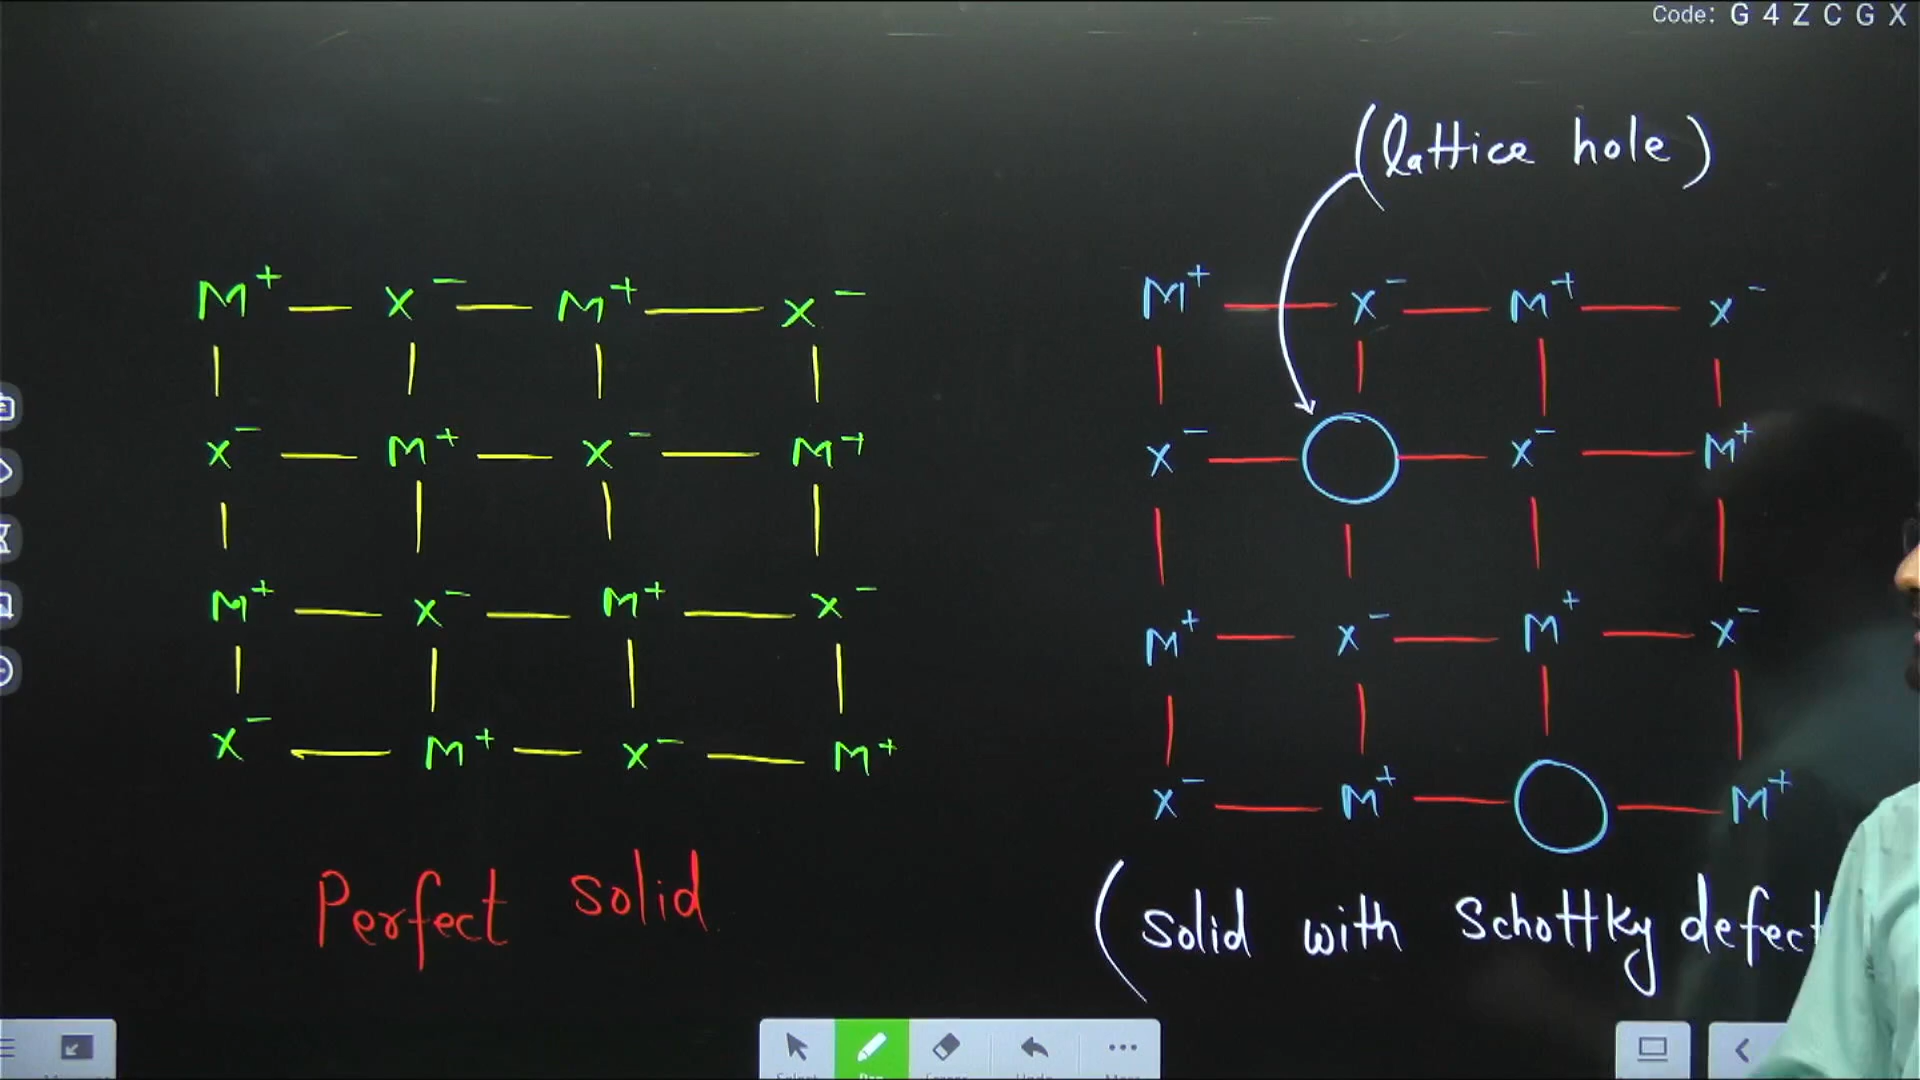 Code: G 4 Z C G X
(lattice hole)
M⁺ — X⁻ — M⁺ — X⁻
X⁻ — M⁺ — X⁻ — M⁺
M⁺ — X⁻ — M⁺ — X⁻
X⁻ — M⁺ — X⁻ — M⁺
Perfect solid
M⁺ — X⁻ — M⁺ — X⁻
X⁻ — ◯ — X⁻ — M⁺
M⁺ — X⁻ — M⁺ — X⁻
X⁻ — M⁺ — ◯ — M⁺
(solid with Schottky defect